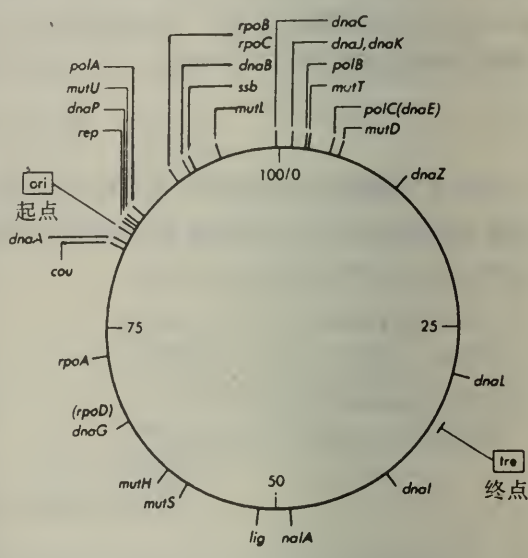 rpoB
rpoC
dnaB
ssb
mutL
dnaC
dnaJ, dnaK
polB
mutT
polC(dnaE)
mutD
dnaZ
polA
mutU
dnaP
rep
ori
起点
dnaA
cou
100/0
75
25
rpoA
dnaL
(rpoD)
dnaG
tre
终点
mutH
mutS
50
dnaI
lig
nalA